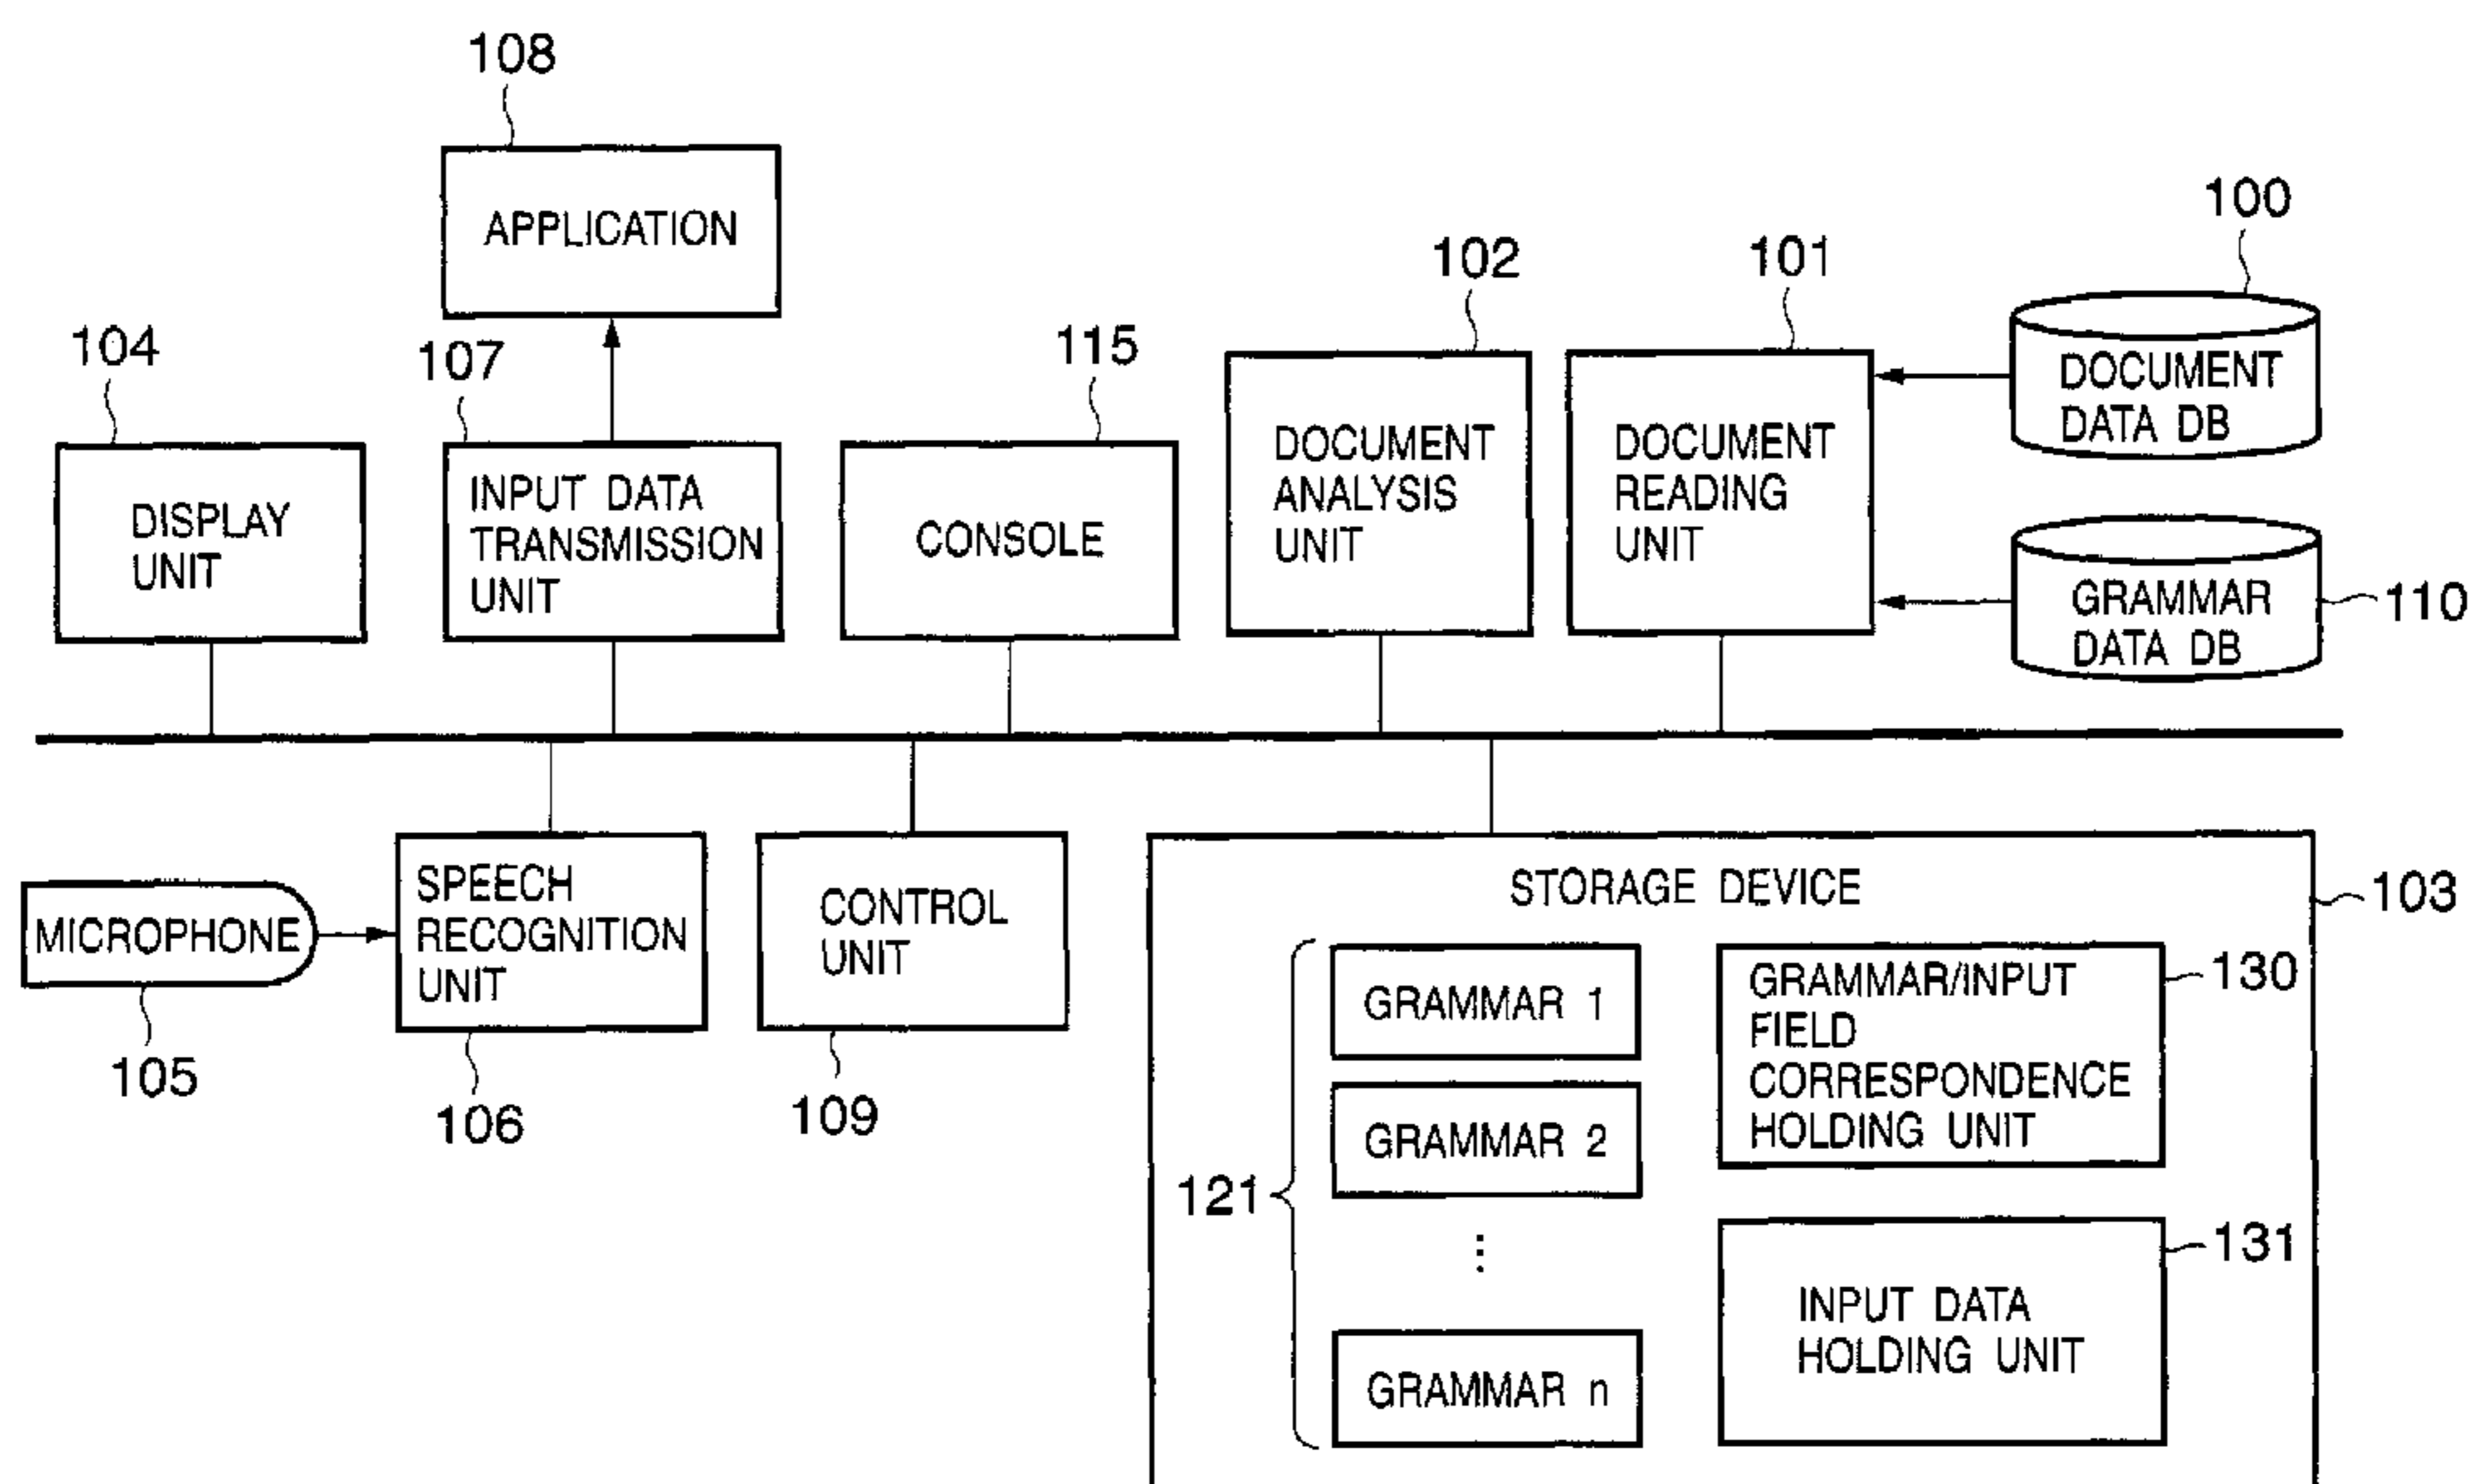 108
APPLICATION
100
102
101
104
107
115
DOCUMENT
DATA DB
DISPLAY
UNIT
INPUT DATA
TRANSMISSION
UNIT
CONSOLE
DOCUMENT
ANALYSIS
UNIT
DOCUMENT
READING
UNIT
GRAMMAR
DATA DB
110
MICROPHONE
105
SPEECH
RECOGNITION
UNIT
106
CONTROL
UNIT
109
STORAGE DEVICE
103
121
GRAMMAR 1
GRAMMAR 2
⋮
GRAMMAR n
GRAMMAR/INPUT
FIELD
CORRESPONDENCE
HOLDING UNIT
130
INPUT DATA
HOLDING UNIT
131